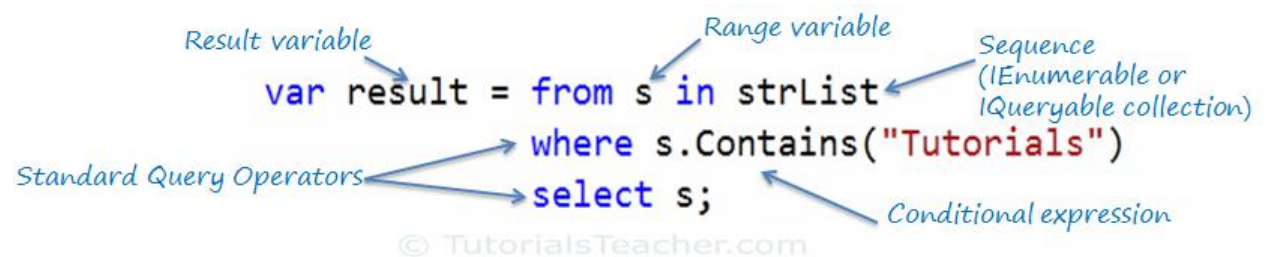 Result variable
Range variable
Sequence
(IEnumerable or
IQueryable collection)
var result = from s in strList
where s.Contains("Tutorials")
Standard Query Operators
select s;
Conditional expression
© TutorialsTeacher.com